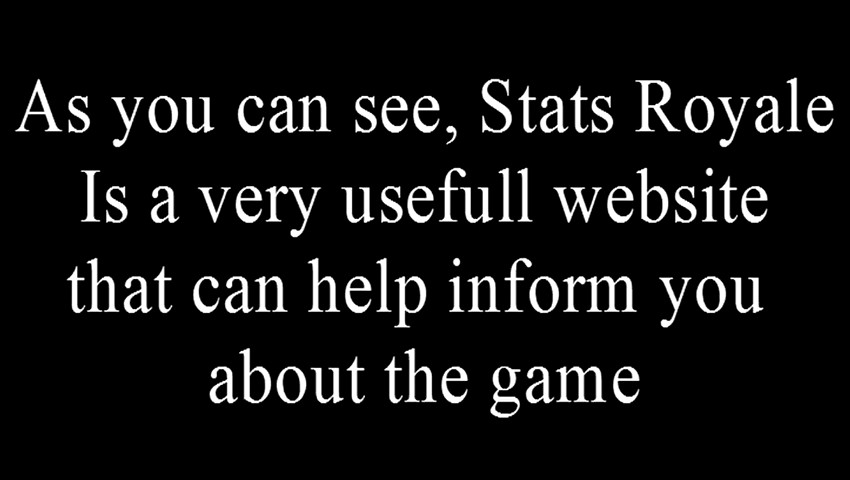 As you can see, Stats Royale
Is a very usefull website
that can help inform you
about the game